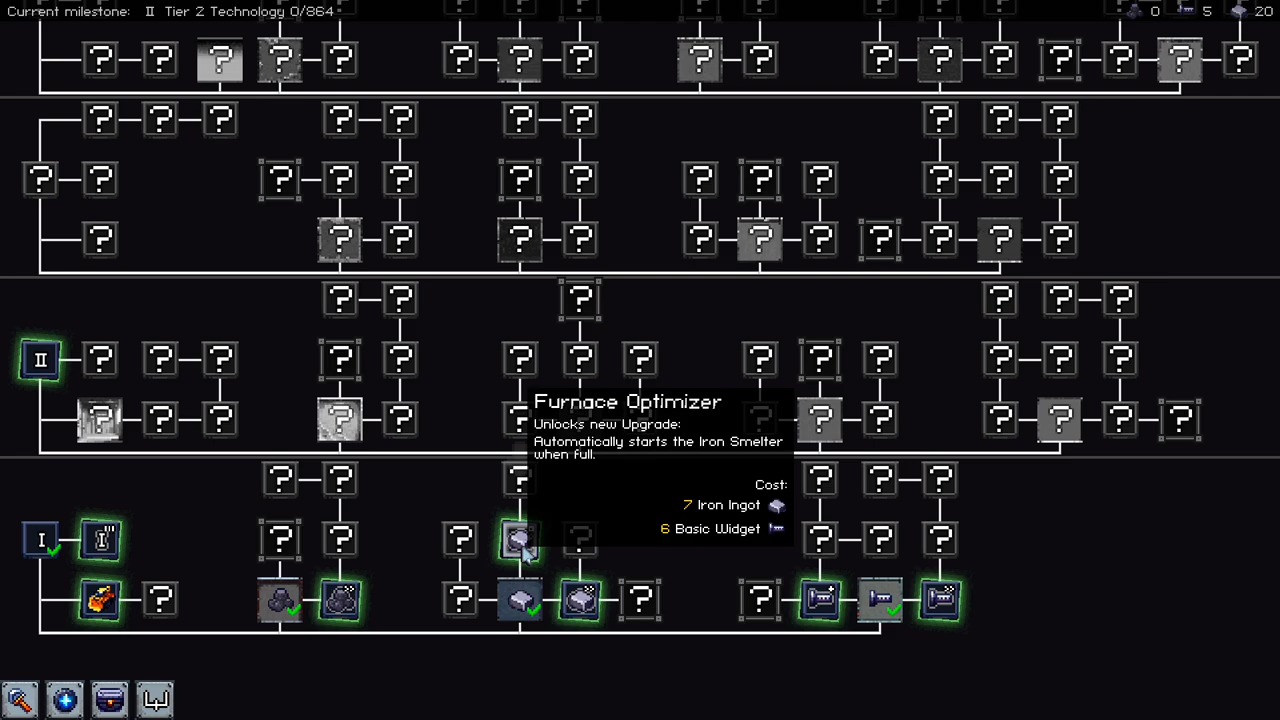 Current milestone: II Tier 2 Technology 0/864
0 5 20
? ? ? ? ? ? ? ? ? ? ? ? ? ? ? ? ?
? ? ? ? ? ? ? ? ? ?
? ? ? ? ? ? ? ? ? ? ? ? ? ?
? ? ? ? ? ? ? ? ? ? ? ?
? ? ? ? ? ?
II ? ? ? ? ? ? ? ? ? ? ? ? ? ?
? ? ? ? ? ? ? ? ? ? ? ? ?
Furnace Optimizer
Unlocks new Upgrade:
Automatically starts the Iron Smelter
when full.
Cost:
7 Iron Ingot
6 Basic Widget
? ? ? ? ? ?
I ? ? ? ? ? ? ?
? ? ? ?